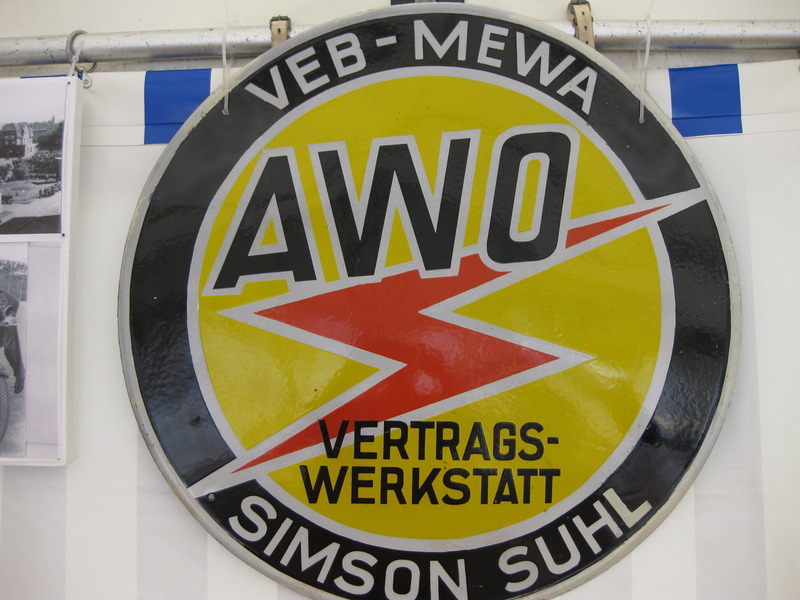 VEB-MEWA
AWO
VERTRAGS-
WERKSTATT
SIMSON SUHL